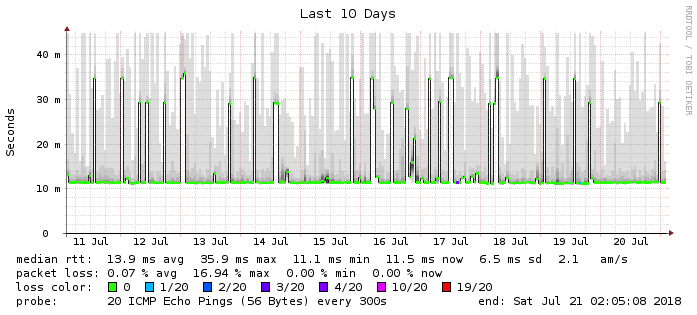 Last 10 Days
RRDTOOL / TOBI OETIKER
Seconds
40 m
30 m
20 m
10 m
0
11 Jul 12 Jul 13 Jul 14 Jul 15 Jul 16 Jul 17 Jul 18 Jul 19 Jul 20 Jul
median rtt: 13.9 ms avg 35.9 ms max 11.1 ms min 11.5 ms now 6.5 ms sd 2.1 am/s
packet loss: 0.07 % avg 16.94 % max 0.00 % min 0.00 % now
loss color: 0 1/20 2/20 3/20 4/20 10/20 19/20
probe: 20 ICMP Echo Pings (56 Bytes) every 300s end: Sat Jul 21 02:05:08 2018